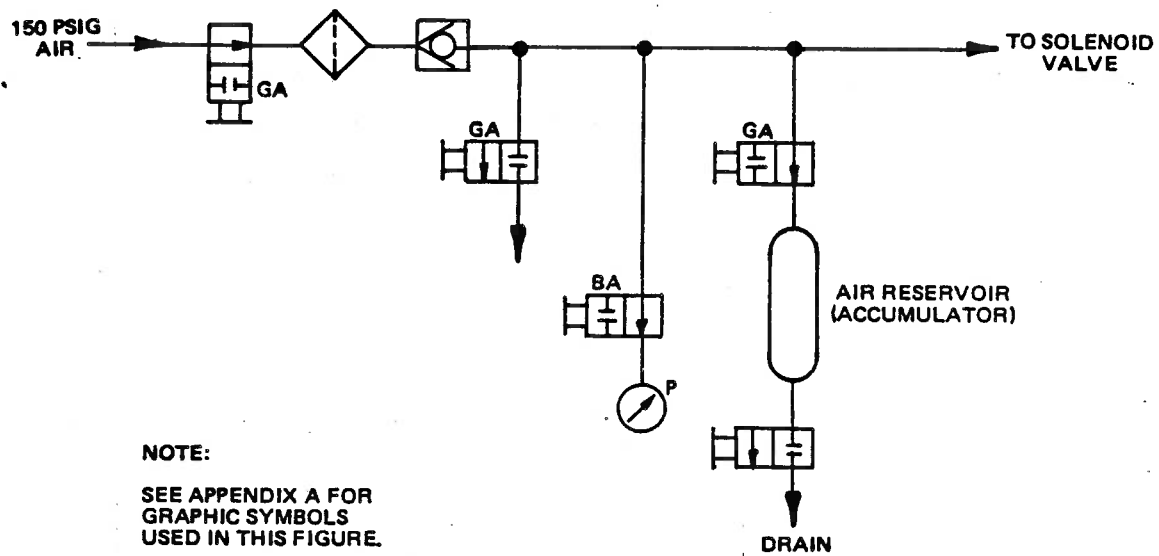 150 PSIG
AIR
GA
TO SOLENOID
VALVE
GA
GA
BA
P
AIR RESERVOIR
(ACCUMULATOR)
NOTE:
SEE APPENDIX A FOR
GRAPHIC SYMBOLS
USED IN THIS FIGURE.
DRAIN